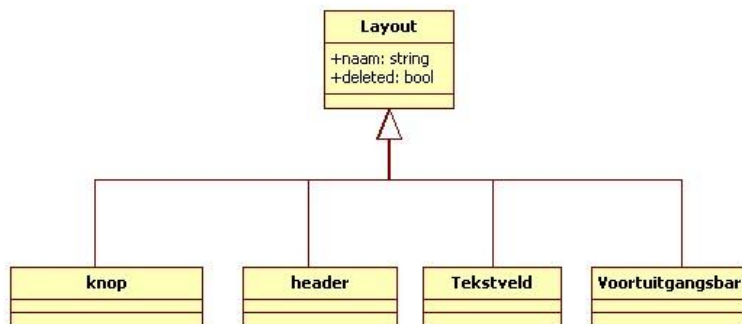 Layout
+naam: string
+deleted: bool
knop
header
Tekstveld
Voortuitgangsbar